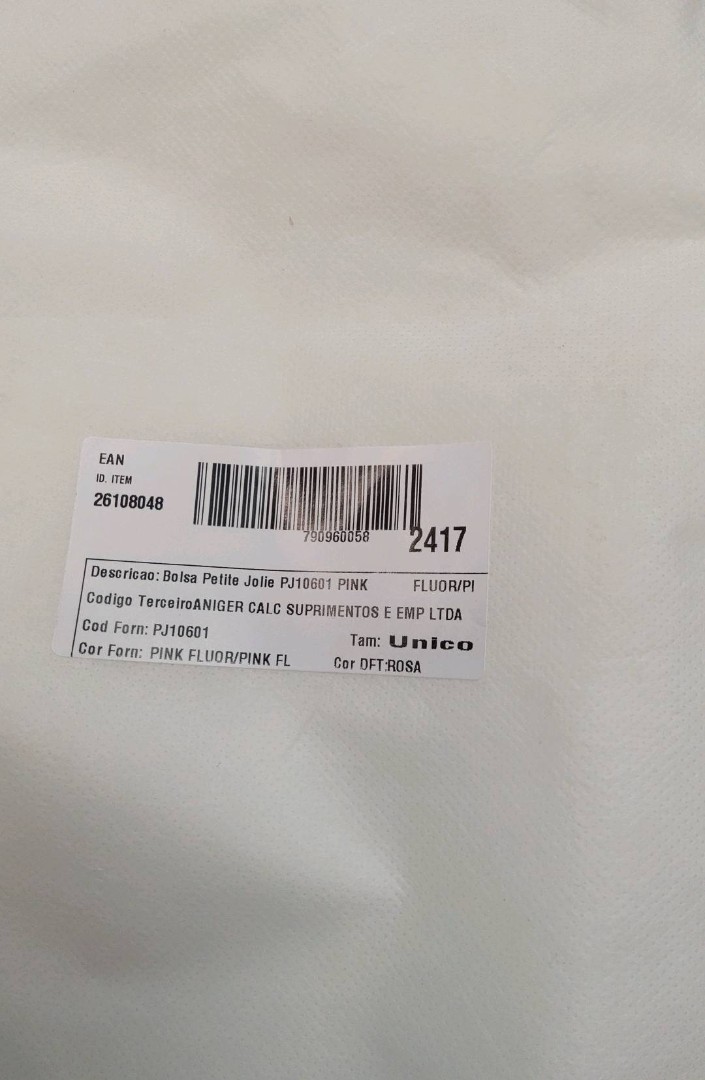 EAN
ID. ITEM
26108048
790960058
2417
Descricao: Bolsa Petite Jolie PJ10601 PINK FLUOR/PI
Codigo TerceiroANIGER CALC SUPRIMENTOS E EMP LTDA
Cod Forn: PJ10601 Tam: Unico
Cor Forn: PINK FLUOR/PINK FL Cor DFT:ROSA